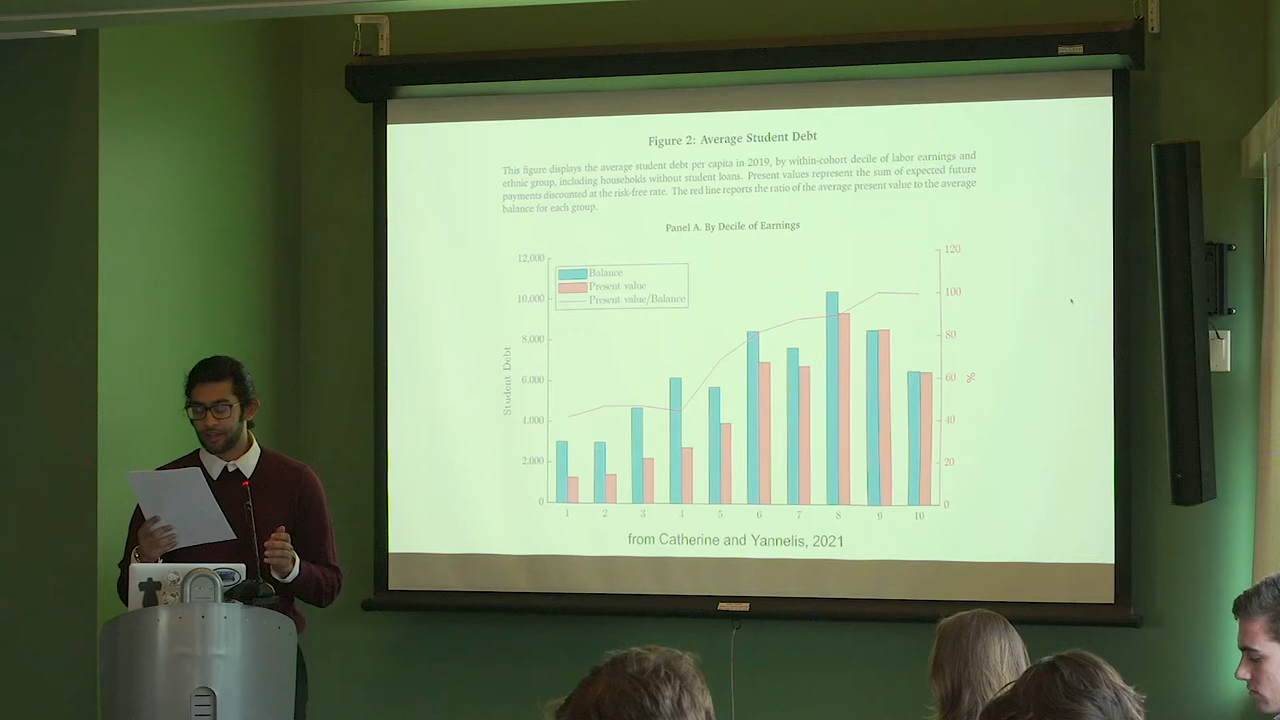 Figure 2: Average Student Debt
This figure displays the average student debt per capita in 2019, by within-cohort decile of labor earnings and
ethnic group, including households without student loans. Present values represent the sum of expected future
payments discounted at the risk-free rate. The red line reports the ratio of the average present value to the average
balance for each group.
Panel A. By Decile of Earnings
12,000
10,000
8,000
6,000
4,000
2,000
0
Student Debt
Balance
Present value
Present value/Balance
120
100
80
60
40
20
0
%
1 2 3 4 5 6 7 8 9 10
from Catherine and Yannelis, 2021